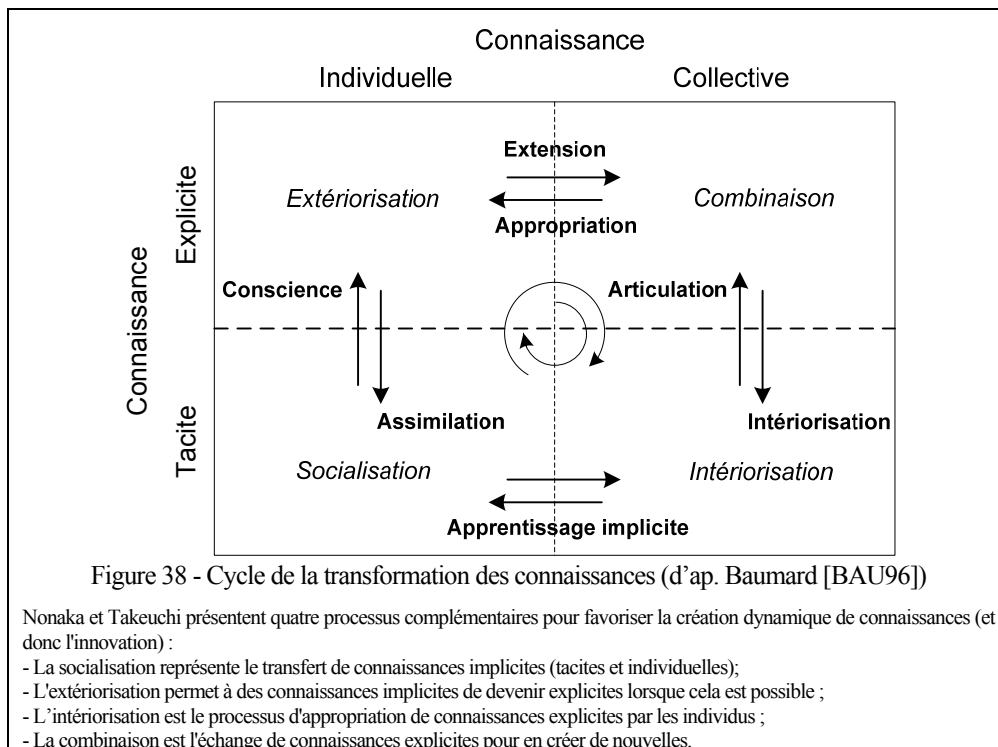 Connaissance
Individuelle Collective
Extension
Extériorisation Combinaison
Appropriation
Explicite
Conscience Articulation
Connaissance
Assimilation Intériorisation
Tacite
Socialisation Intériorisation
Apprentissage implicite
Figure 38 - Cycle de la transformation des connaissances (d'ap. Baumard [BAU96])
Nonaka et Takeuchi présentent quatre processus complémentaires pour favoriser la création dynamique de connaissances (et
donc l'innovation) :
- La socialisation représente le transfert de connaissances implicites (tacites et individuelles);
- L'extériorisation permet à des connaissances implicites de devenir explicites lorsque cela est possible ;
- L’intériorisation est le processus d'appropriation de connaissances explicites par les individus ;
- La combinaison est l'échange de connaissances explicites pour en créer de nouvelles.